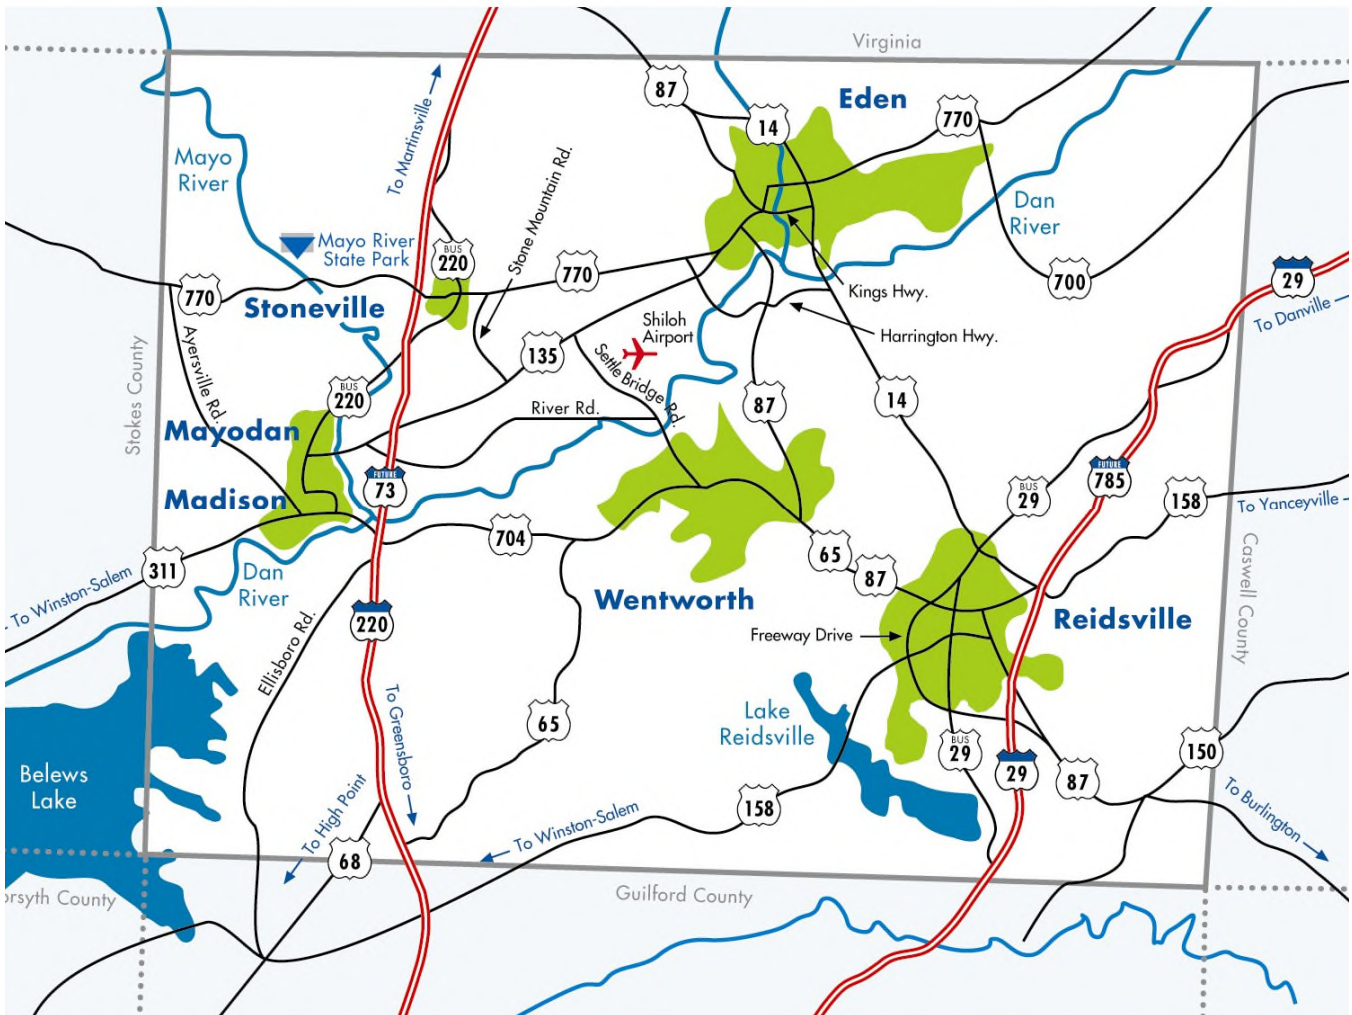 Virginia
87
Eden
14
770
Mayo
River
To Martinsville
Stone Mountain Rd.
Dan
River
Mayo River
State Park
BUS
220
770
770
700
29
Kings Hwy.
Stoneville
To Danville
Shiloh
Airport
Harrington Hwy.
Ayersville Rd.
135
Settle Bridge Rd.
Stokes County
BUS
220
River Rd.
87
14
Mayodan
FUTURE
73
FUTURE
785
Madison
BUS
29
158
To Yanceyville
704
65
311
Dan
River
87
To Winston-Salem
Wentworth
Caswell County
220
Freeway Drive
Reidsville
Ellisboro Rd.
To Greensboro
65
Lake
Reidsville
BUS
29
150
29
87
Belews
Lake
158
To High Point
To Winston-Salem
To Burlington
68
orsyth County
Guilford County